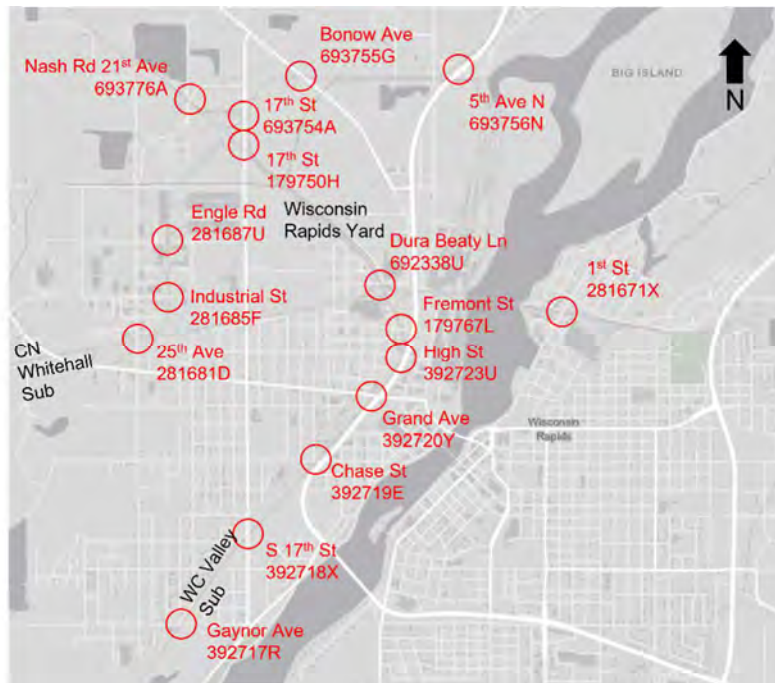 Bonow Ave
693755G
Nash Rd 21st Ave
693776A
BIG ISLAND
N
17th St
693754A
5th Ave N
693756N
17th St
179750H
Engle Rd
281687U
Wisconsin
Rapids Yard
Dura Beaty Ln
692338U
1st St
281671X
Industrial St
281685F
Fremont St
179767L
CN
Whitehall
Sub
25th Ave
281681D
High St
392723U
Grand Ave
392720Y
Wisconsin
Rapids
Chase St
392719E
S 17th St
392718X
WC Valley
Sub
Gaynor Ave
392717R